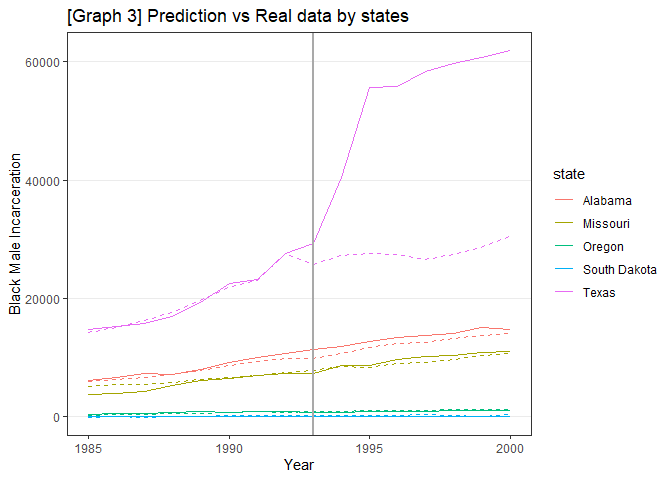 [Graph 3] Prediction vs Real data by states
60000
40000
20000
0
Black Male Incarceration
1985
1990
1995
2000
Year
state
Alabama
Missouri
Oregon
South Dakota
Texas